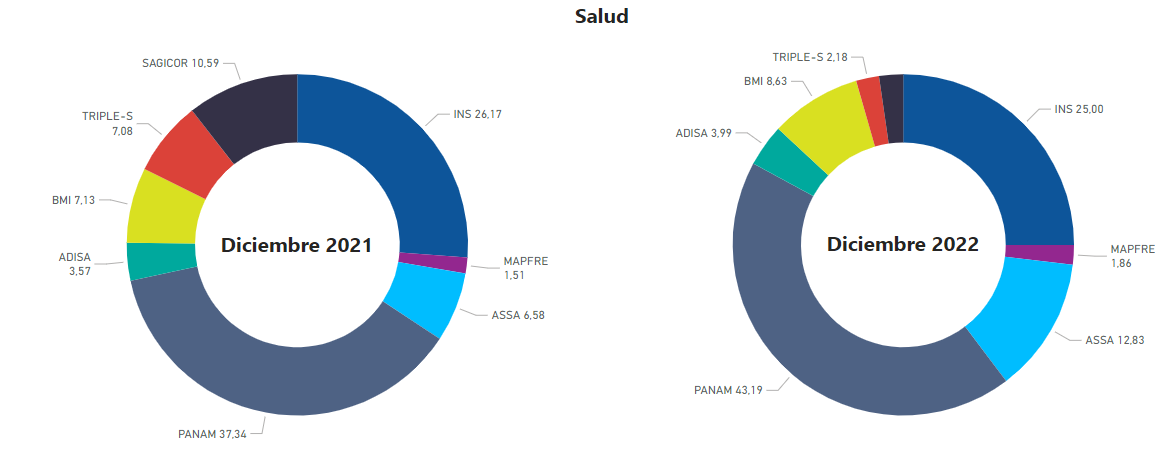 Salud
SAGICOR 10,59
TRIPLE-S
7,08
INS 26,17
BMI 7,13
ADISA
3,57
Diciembre 2021
MAPFRE
1,51
ASSA 6,58
PANAM 37,34
TRIPLE-S 2,18
BMI 8,63
INS 25,00
ADISA 3,99
Diciembre 2022
MAPFRE
1,86
ASSA 12,83
PANAM 43,19